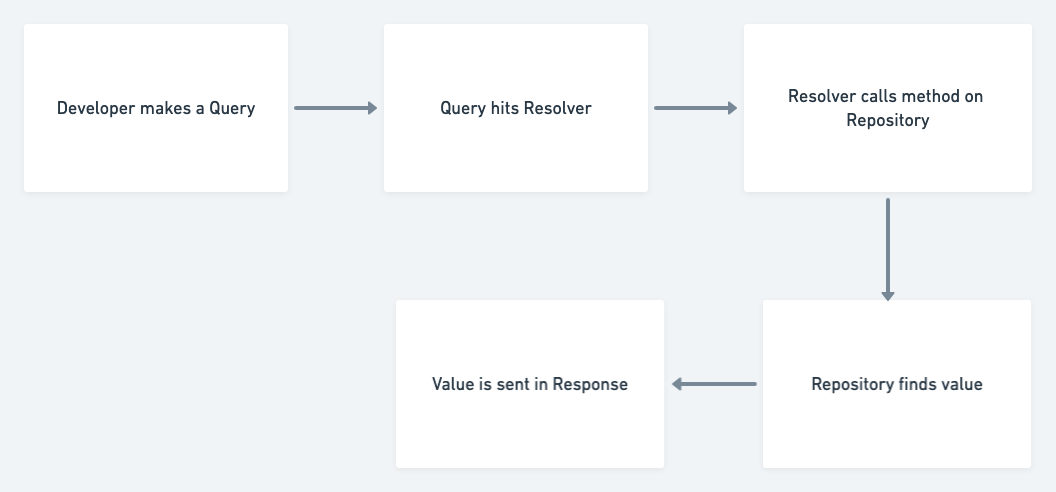 Developer makes a Query
Query hits Resolver
Resolver calls method on
Repository
Repository finds value
Value is sent in Response